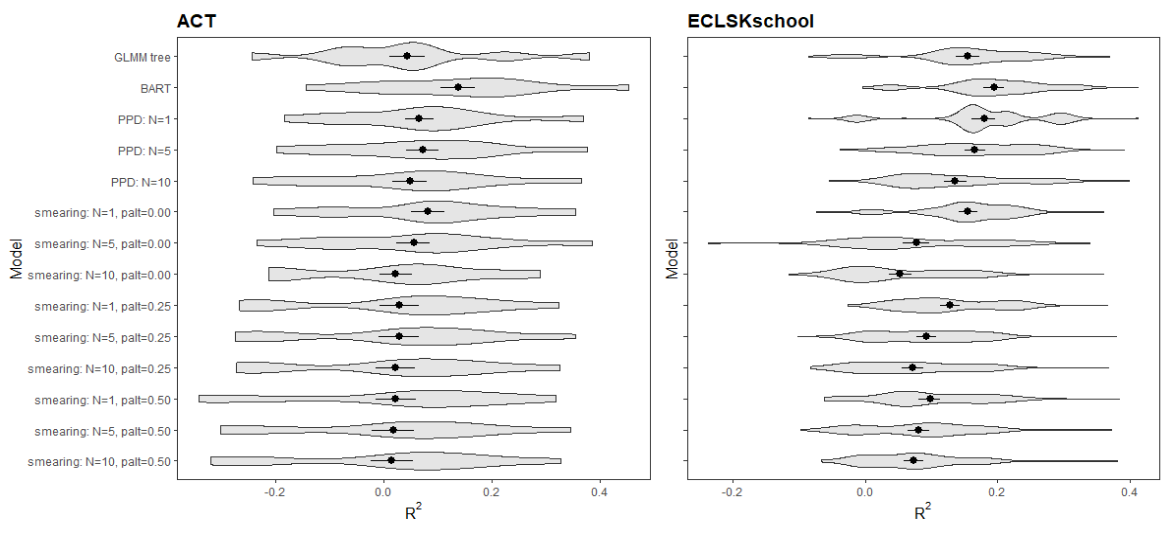 ACT
ECLSKschool
Model
GLMM tree
BART
PPD: N=1
PPD: N=5
PPD: N=10
smearing: N=1, palt=0.00
smearing: N=5, palt=0.00
smearing: N=10, palt=0.00
smearing: N=1, palt=0.25
smearing: N=5, palt=0.25
smearing: N=10, palt=0.25
smearing: N=1, palt=0.50
smearing: N=5, palt=0.50
smearing: N=10, palt=0.50
-0.2 0.0 0.2 0.4
R²
Model
-0.2 0.0 0.2 0.4
R²